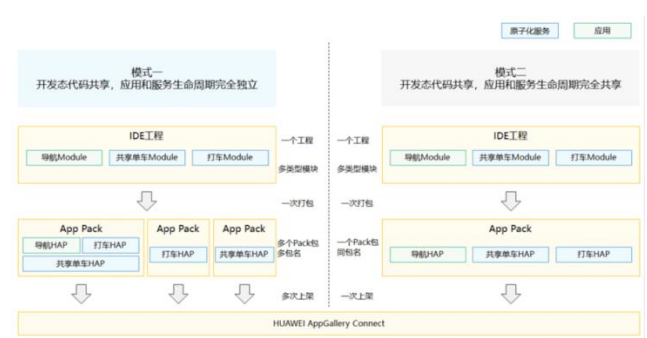 原子化服务
应用
模式一
开发态代码共享，应用和服务生命周期完全独立
模式二
开发态代码共享，应用和服务生命周期完全共享
IDE工程
导航Module
共享单车Module
打车Module
一个工程
多类型模块
一个工程
多类型模块
IDE工程
导航Module
共享单车Module
打车Module
一次打包
一次打包
App Pack
导航HAP
打车HAP
共享单车HAP
App Pack
打车HAP
App Pack
共享单车HAP
多个Pack包
多包名
一个Pack包
同包名
App Pack
导航HAP
共享单车HAP
打车HAP
多次上架
一次上架
HUAWEI AppGallery Connect